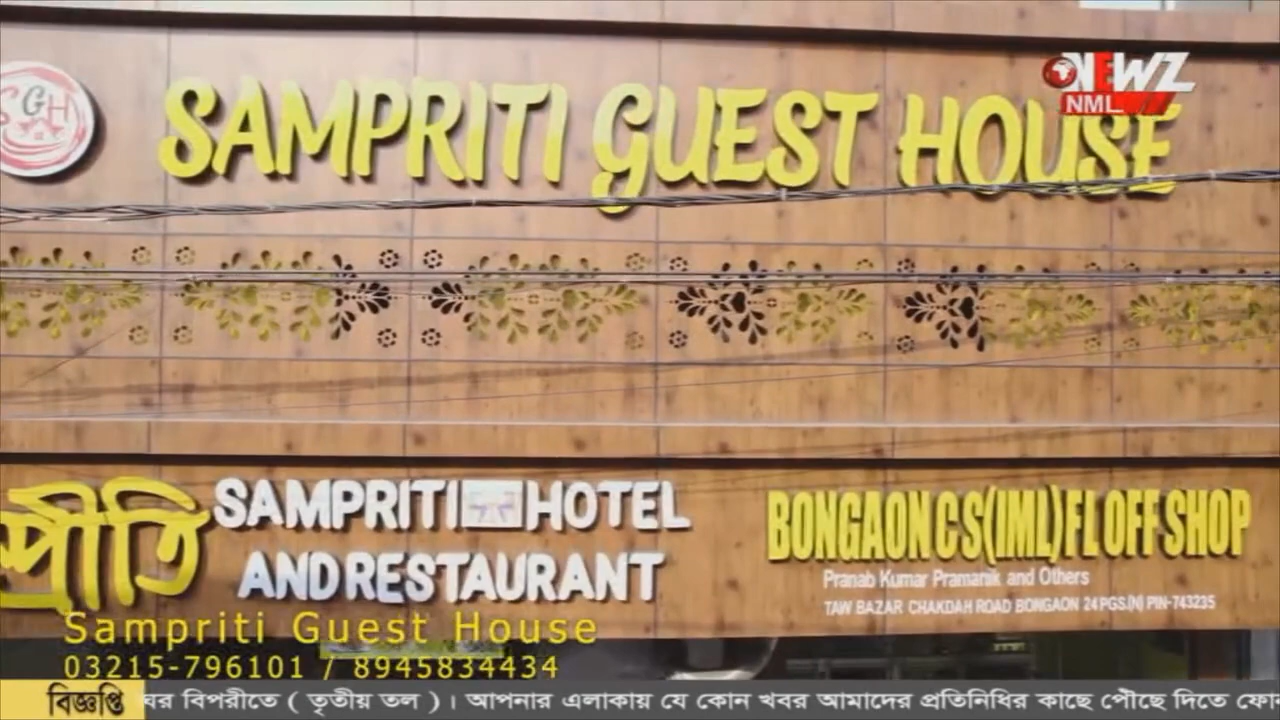 SGH
SAMPRITI GUEST HOUSE
NEWZ
NML
প্রীতি
SAMPRITI HOTEL
AND RESTAURANT
BONGAON C S (IML) FL OFF SHOP
Pranab Kumar Pramanik and Others
TAW BAZAR CHAKDAH ROAD BONGAON 24 PGS.(N) PIN-743235
Sampriti Guest House
03215-796101 / 8945834434
বিজ্ঞপ্তি
ঘর বিপরীতে ( তৃতীয় তল ) । আপনার এলাকায় যে কোন খবর আমাদের প্রতিনিধির কাছে পৌঁছে দিতে ফো